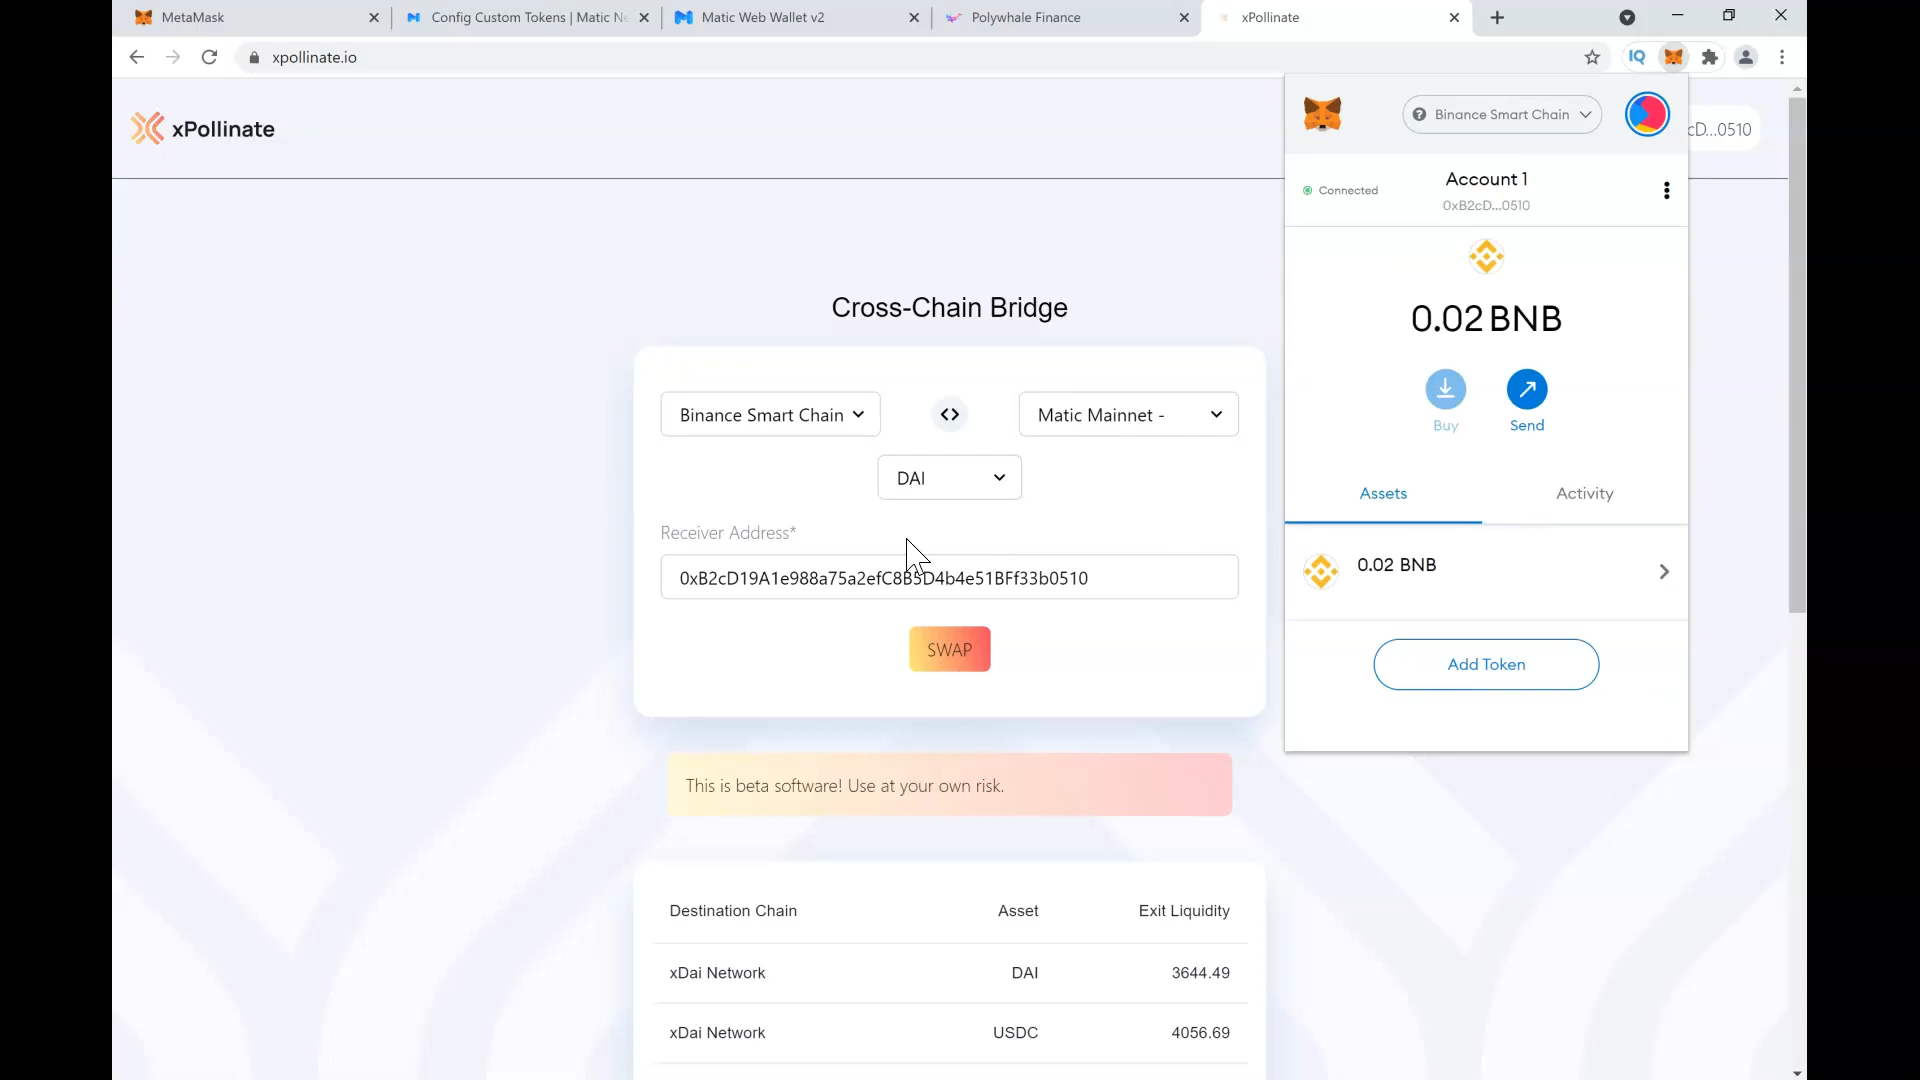 MetaMask
Config Custom Tokens | Matic Ne
Matic Web Wallet v2
Polywhale Finance
xPollinate
xpollinate.io
IQ
xPollinate
Binance Smart Chain
cD...0510
Connected
Account 1
0xB2cD...0510
0.02 BNB
Buy
Send
Assets
Activity
0.02 BNB
Add Token
Cross-Chain Bridge
Binance Smart Chain
Matic Mainnet -
DAI
Receiver Address*
0xB2cD19A1e988a75a2efC8B5D4b4e51BFf33b0510
SWAP
This is beta software! Use at your own risk.
Destination Chain Asset Exit Liquidity
xDai Network DAI 3644.49
xDai Network USDC 4056.69